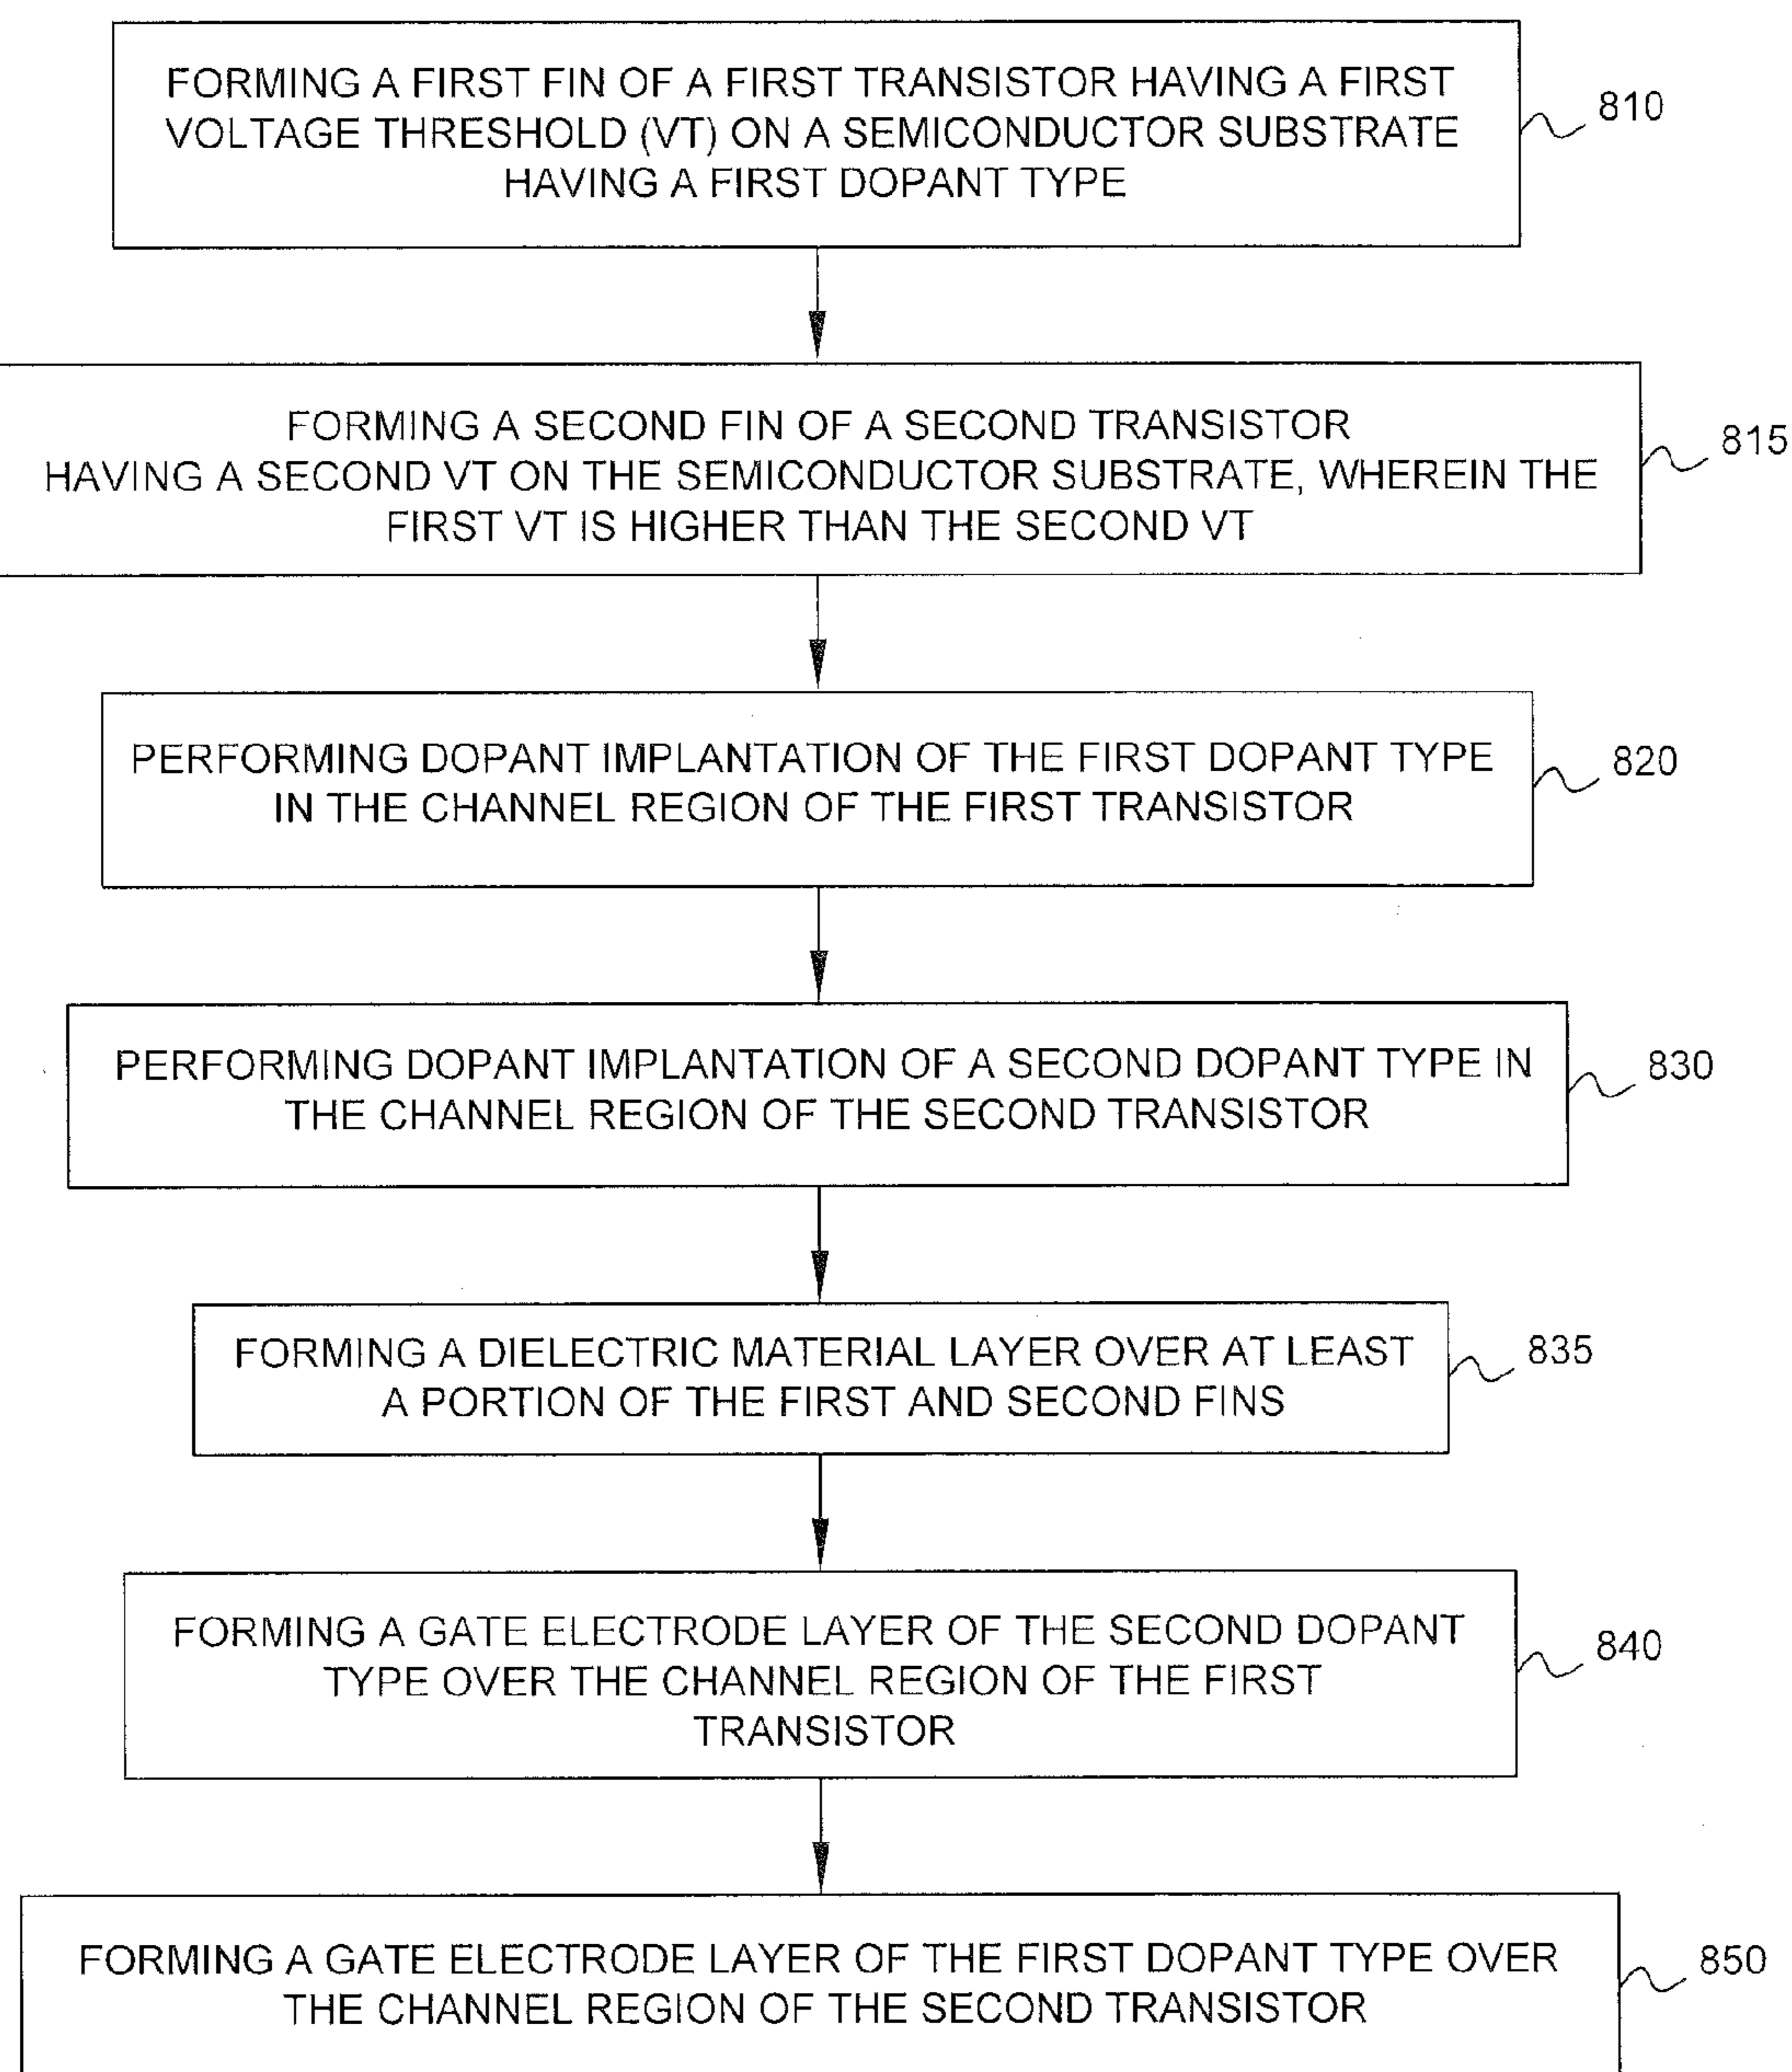 FORMING A FIRST FIN OF A FIRST TRANSISTOR HAVING A FIRST
VOLTAGE THRESHOLD (VT) ON A SEMICONDUCTOR SUBSTRATE
HAVING A FIRST DOPANT TYPE
810
FORMING A SECOND FIN OF A SECOND TRANSISTOR
HAVING A SECOND VT ON THE SEMICONDUCTOR SUBSTRATE, WHEREIN THE
FIRST VT IS HIGHER THAN THE SECOND VT
815
PERFORMING DOPANT IMPLANTATION OF THE FIRST DOPANT TYPE
IN THE CHANNEL REGION OF THE FIRST TRANSISTOR
820
PERFORMING DOPANT IMPLANTATION OF A SECOND DOPANT TYPE IN
THE CHANNEL REGION OF THE SECOND TRANSISTOR
830
FORMING A DIELECTRIC MATERIAL LAYER OVER AT LEAST
A PORTION OF THE FIRST AND SECOND FINS
835
FORMING A GATE ELECTRODE LAYER OF THE SECOND DOPANT
TYPE OVER THE CHANNEL REGION OF THE FIRST
TRANSISTOR
840
FORMING A GATE ELECTRODE LAYER OF THE FIRST DOPANT TYPE OVER
THE CHANNEL REGION OF THE SECOND TRANSISTOR
850